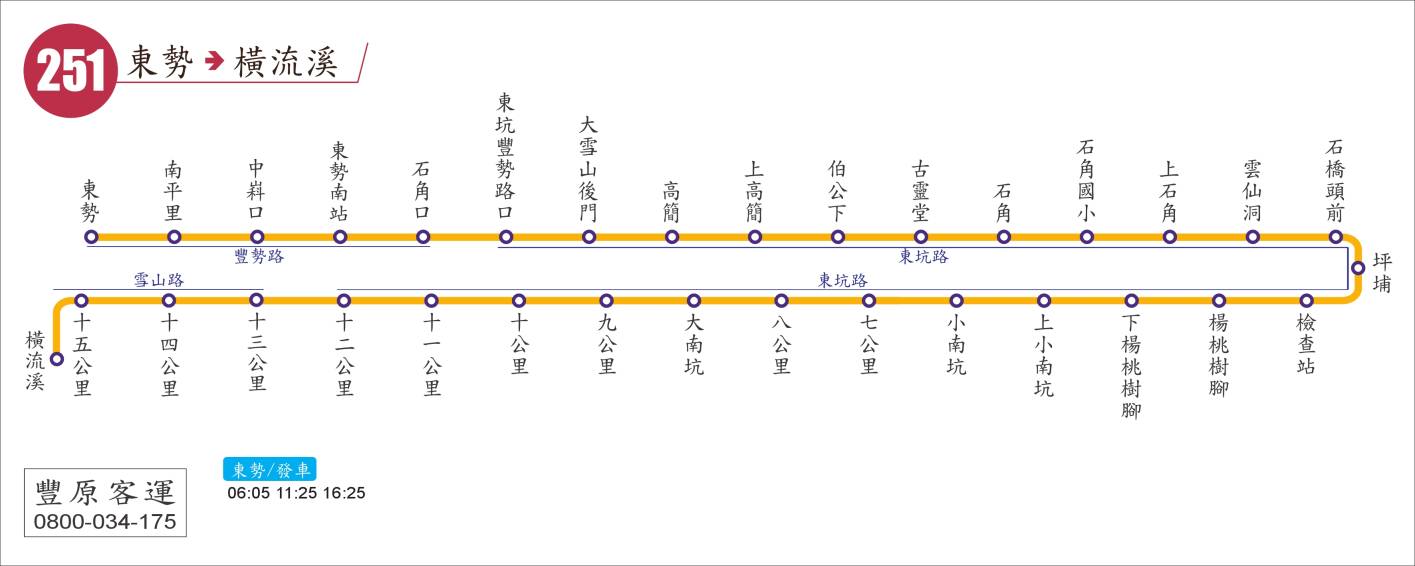 251 東勢 → 橫流溪
東勢
南平里
中嵙口
東勢南站
石角口
東坑豐勢路口
大雪山後門
高簡
上高簡
伯公下
古靈堂
石角
石角國小
上石角
雲仙洞
石橋頭前
豐勢路
東坑路
坪埔
雪山路
東坑路
橫流溪
十五公里
十四公里
十三公里
十二公里
十一公里
十公里
九公里
大南坑
八公里
七公里
小南坑
上小南坑
下楊桃樹腳
楊桃樹腳
檢查站
豐原客運
0800-034-175
東勢/發車
06:05 11:25 16:25